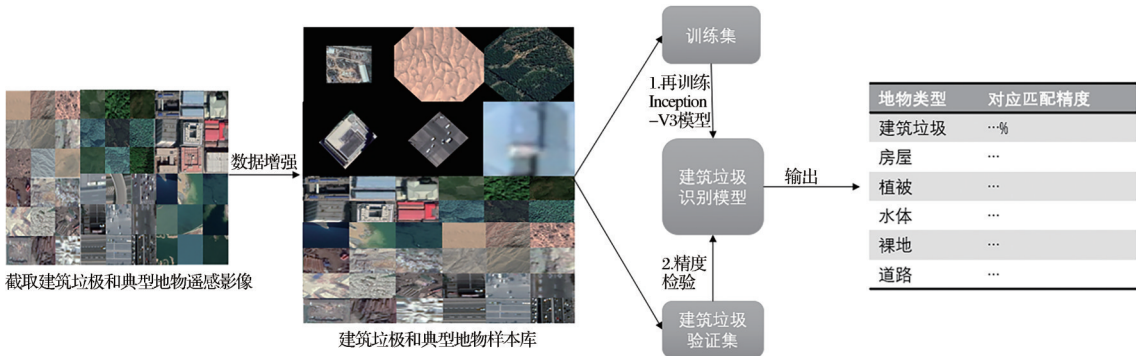 截取建筑垃极和典型地物遥感影像
数据增强
建筑垃极和典型地物样本库
训练集
1.再训练
Inception
-V3模型
建筑垃圾
识别模型
2.精度
检验
建筑垃圾
验证集
输出
地物类型 对应匹配精度
建筑垃圾 …%
房屋 …
植被 …
水体 …
裸地 …
道路 …